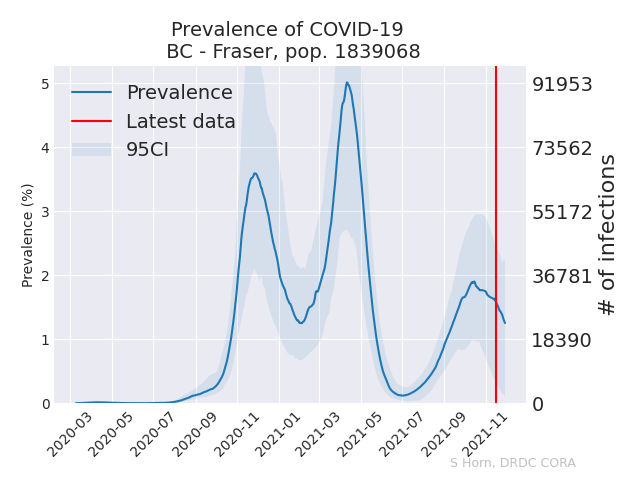 Prevalence of COVID-19
BC - Fraser, pop. 1839068
Prevalence
Latest data
95CI
Prevalence (%)
5
4
3
2
1
0
91953
73562
55172
36781
18390
0
# of infections
2020-03
2020-05
2020-07
2020-09
2020-11
2021-01
2021-03
2021-05
2021-07
2021-09
2021-11
S Horn, DRDC CORA